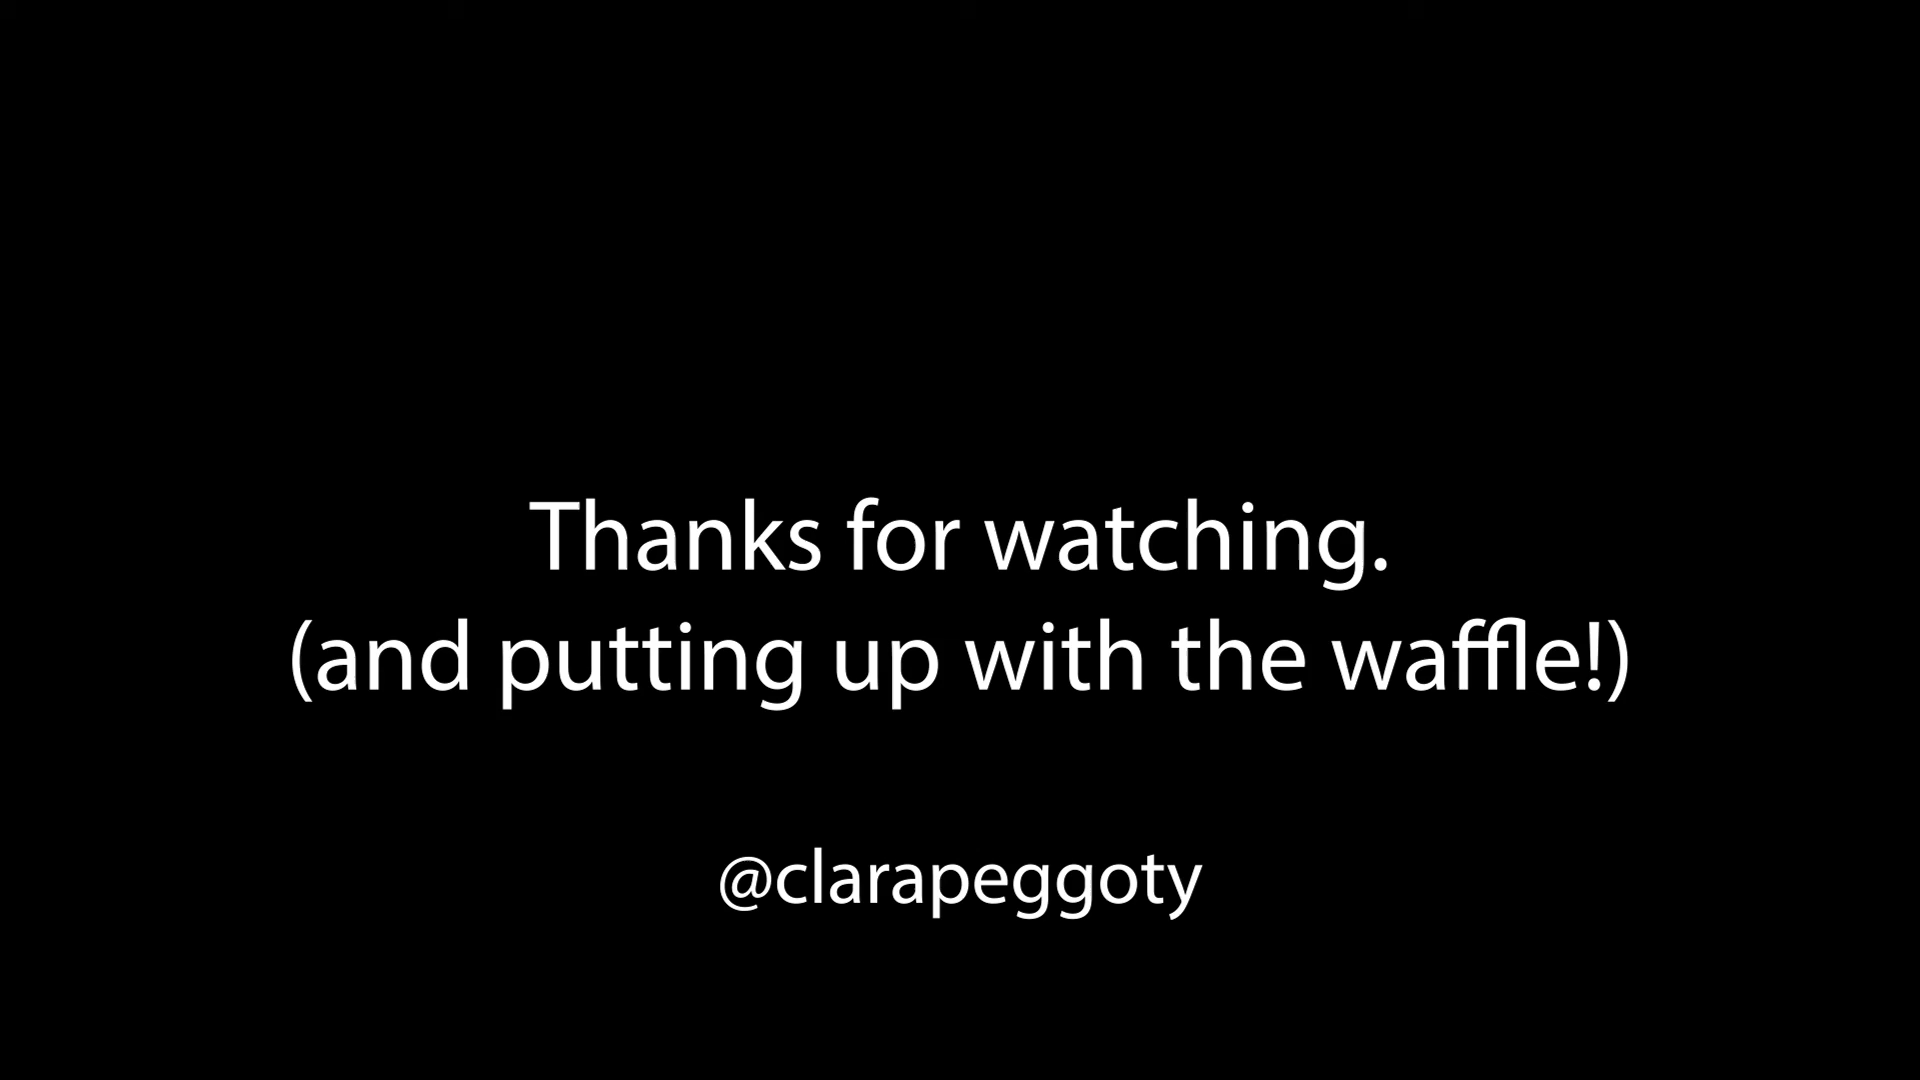 Thanks for watching.
(and putting up with the waffle!)
@clarapeggoty